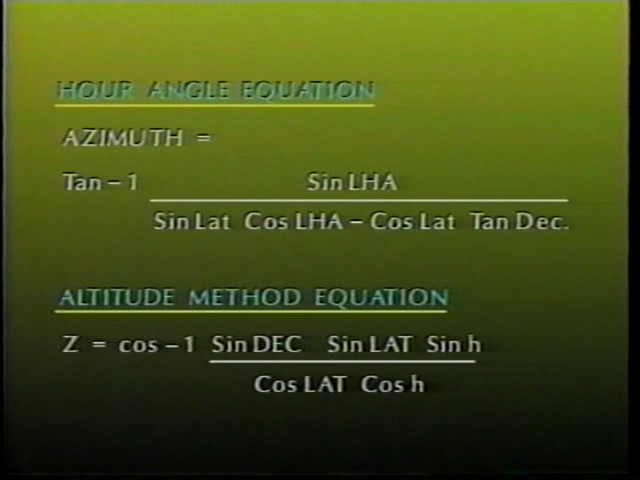 HOUR ANGLE EQUATION
AZIMUTH =
Tan-1 Sin LHA
Sin Lat Cos LHA - Cos Lat Tan Dec.
ALTITUDE METHOD EQUATION
Z = cos-1 Sin DEC Sin LAT Sin h
Cos LAT Cos h